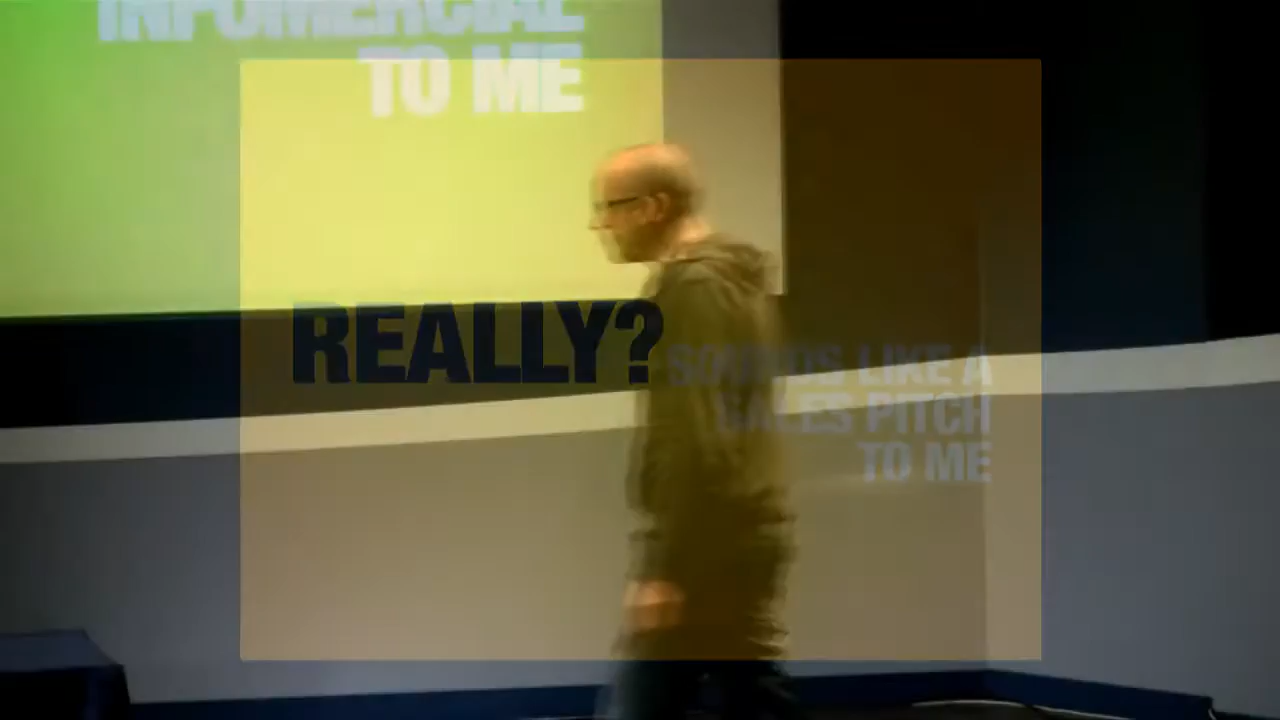 INFOMERCIAL
TO ME
REALLY?
SOUNDS LIKE A
SALES PITCH
TO ME